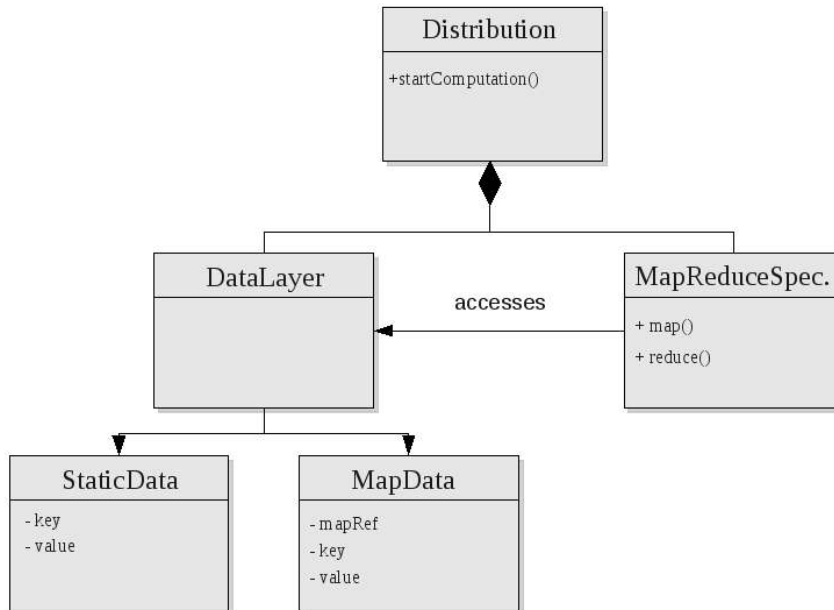 Distribution
+startComputation()
DataLayer
accesses
MapReduceSpec.
+ map()
+ reduce()
StaticData
- key
- value
MapData
- mapRef
- key
- value